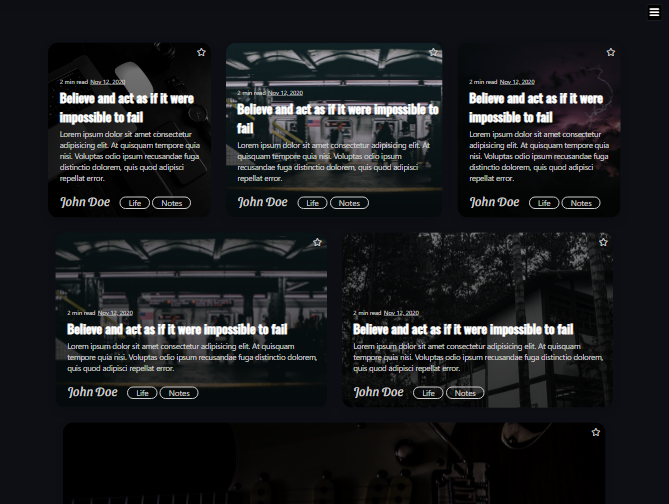 2 min read Nov 12, 2020
Believe and act as if it were
impossible to fail
Lorem ipsum dolor sit amet consectetur
adipisicing elit. At quisquam tempore quia
nisi. Voluptas odio ipsum recusandae fuga
distinctio dolorem, quis quod adipisci
repellat error.
John Doe Life Notes
2 min read Nov 12, 2020
Believe and act as if it were impossible to
fail
Lorem ipsum dolor sit amet consectetur adipisicing elit. At
quisquam tempore quia nisi. Voluptas odio ipsum
recusandae fuga distinctio dolorem, quis quod adipisci
repellat error.
John Doe Life Notes
2 min read Nov 12, 2020
Believe and act as if it were
impossible to fail
Lorem ipsum dolor sit amet consectetur
adipisicing elit. At quisquam tempore quia
nisi. Voluptas odio ipsum recusandae fuga
distinctio dolorem, quis quod adipisci
repellat error.
John Doe Life Notes
2 min read Nov 12, 2020
Believe and act as if it were impossible to fail
Lorem ipsum dolor sit amet consectetur adipisicing elit. At quisquam
tempore quia nisi. Voluptas odio ipsum recusandae fuga distinctio dolorem,
quis quod adipisci repellat error.
John Doe Life Notes
2 min read Nov 12, 2020
Believe and act as if it were impossible to fail
Lorem ipsum dolor sit amet consectetur adipisicing elit. At quisquam
tempore quia nisi. Voluptas odio ipsum recusandae fuga distinctio dolorem,
quis quod adipisci repellat error.
John Doe Life Notes